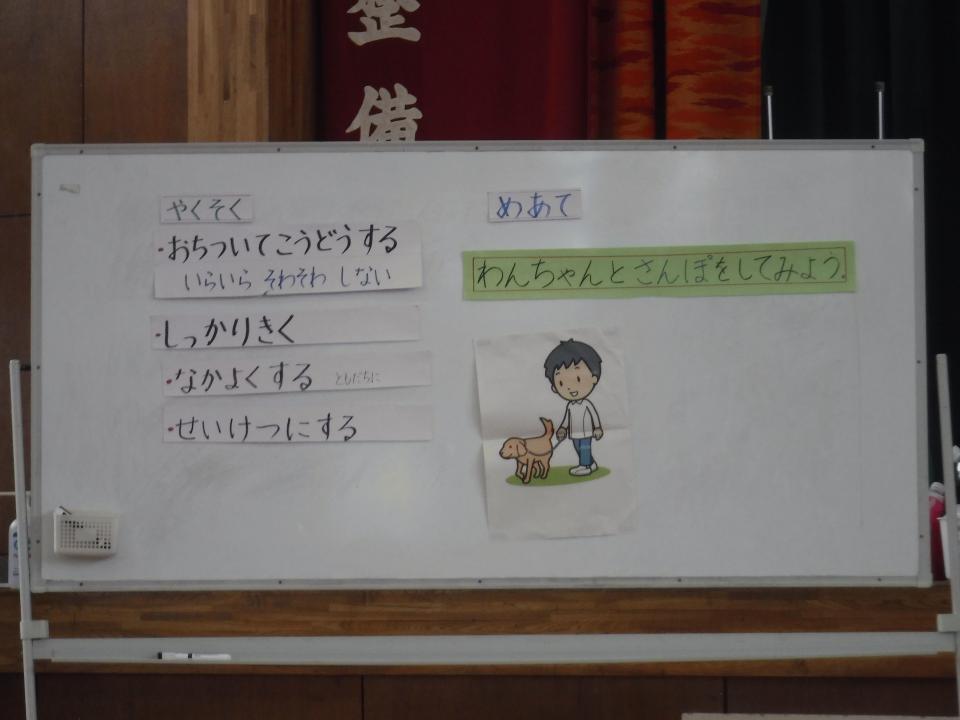 整備
やくそく
・おちついてこうどうする
いらいら そわそわ しない
・しっかりきく
・なかよくする ともだちに
・せいけつにする
めあて
わんちゃんとさんぽをしてみよう。